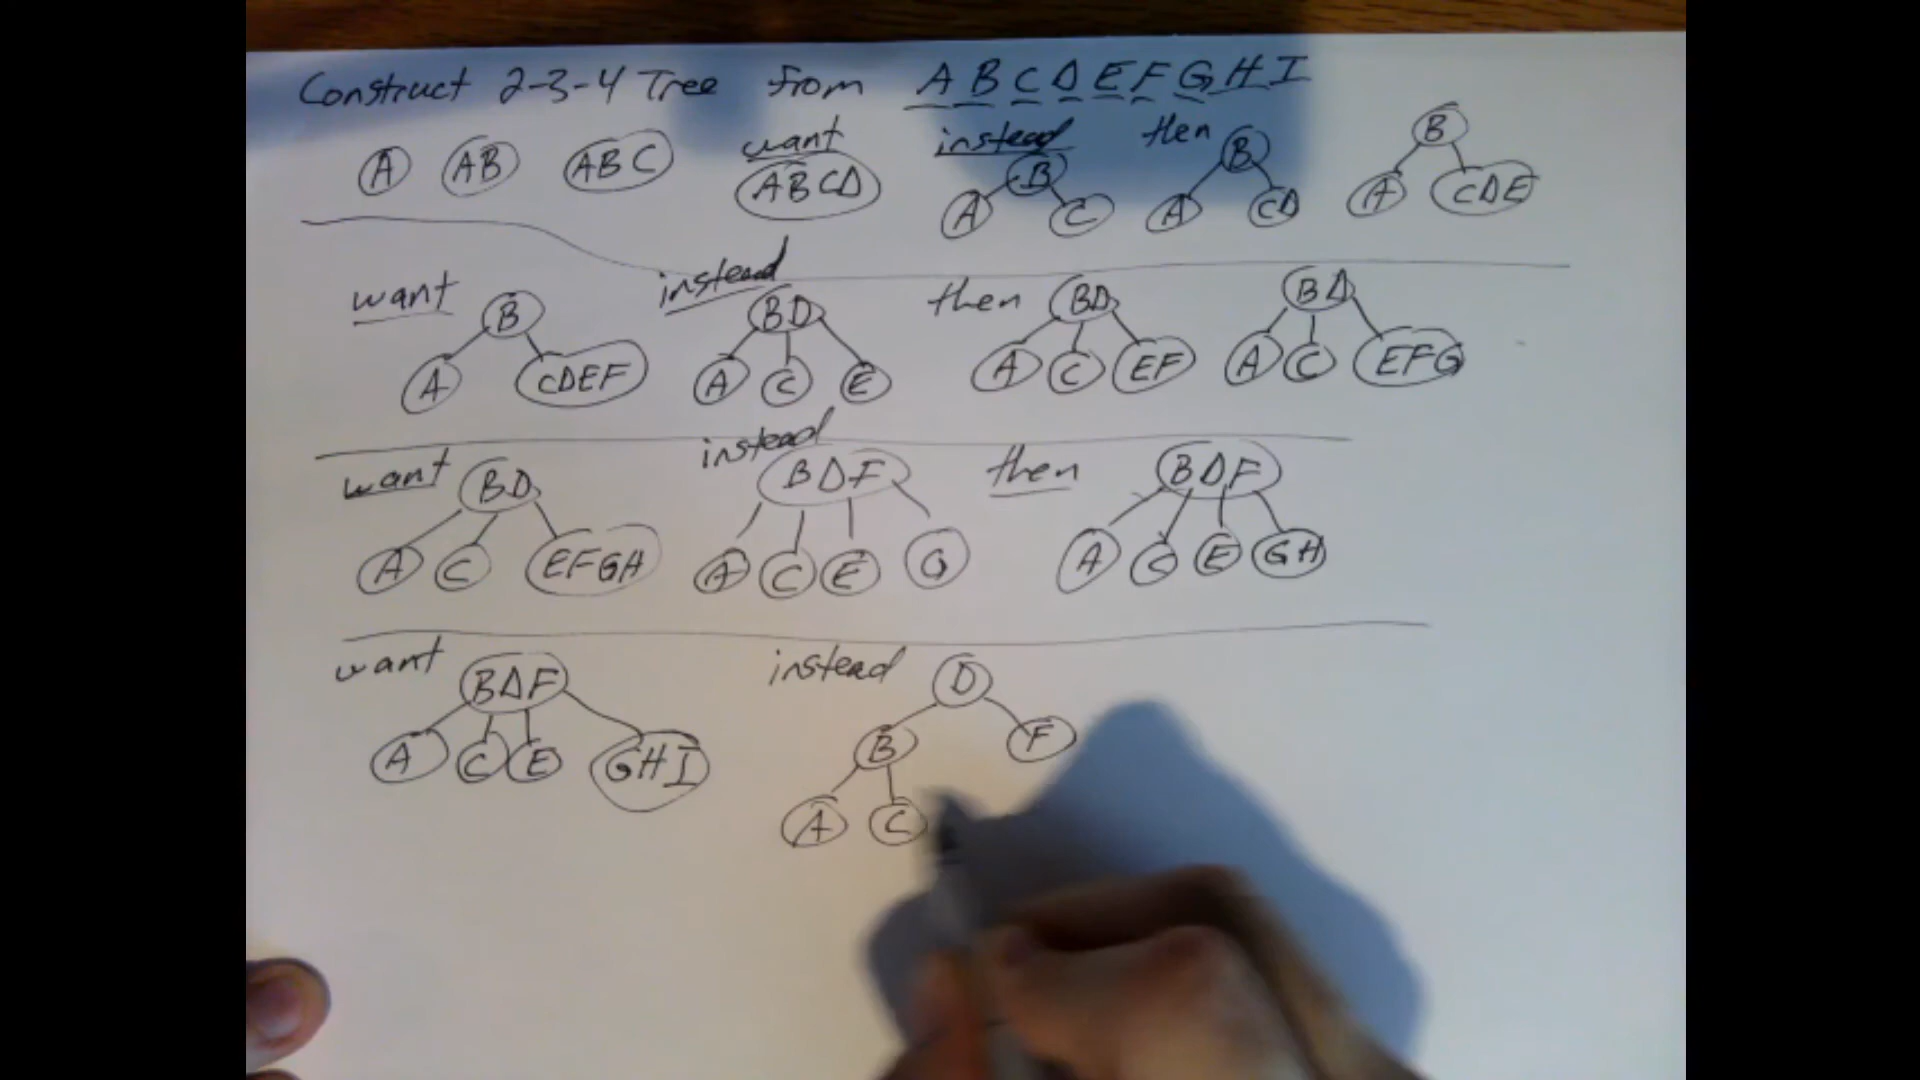 Construct 2-3-4 Tree from A B C D E F G H I
want instead then B
A AB ABC ABCD B B A CDE
A C A CD
want B instead BD then BD BD
A CDEF A C E A C EF A C EFG
want BD instead BDF then BDF
A C EFGH A C E G A C E GH
want BDF instead D
A C E GHI B F
A C